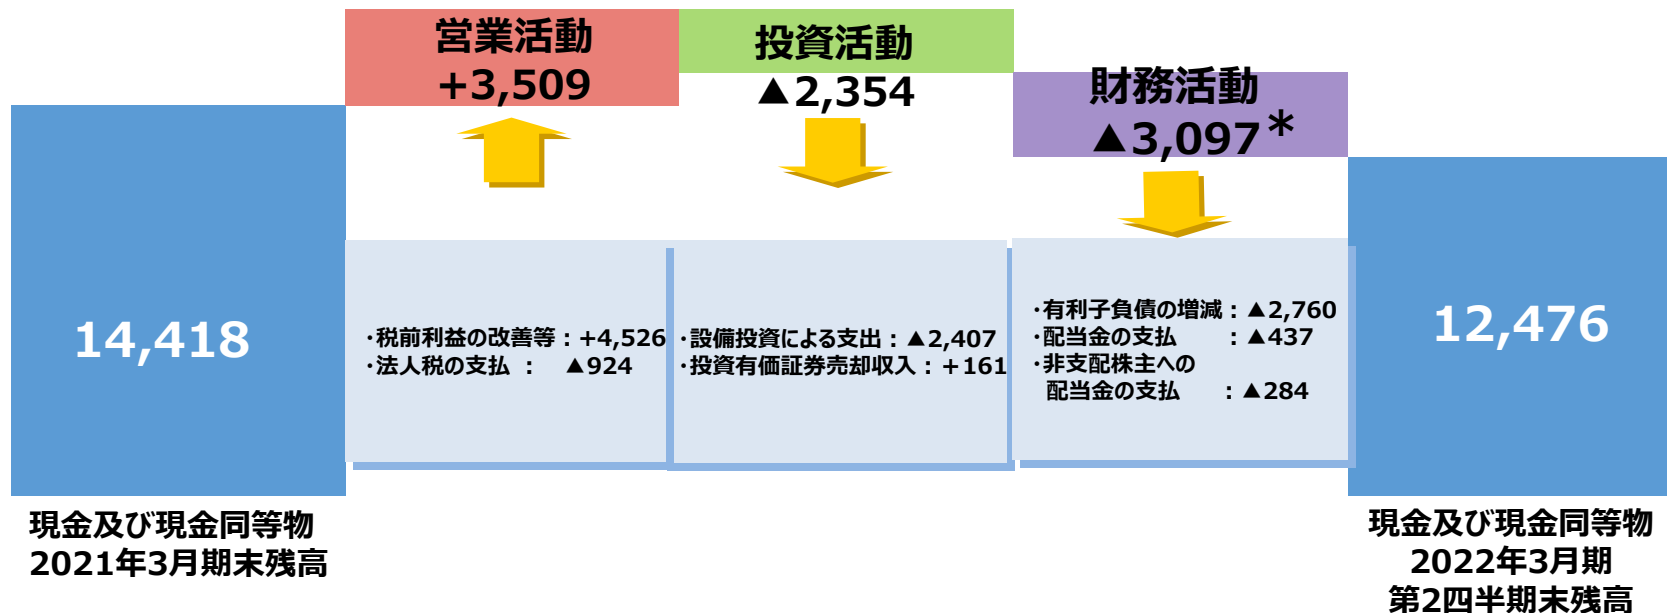 営業活動
+3,509
投資活動
▲2,354
財務活動
▲3,097*
14,418
・税前利益の改善等：+4,526
・法人税の支払 ： ▲924
・設備投資による支出：▲2,407
・投資有価証券売却収入：＋161
・有利子負債の増減：▲2,760
・配当金の支払 ：▲437
・非支配株主への
配当金の支払 ：▲284
12,476
現金及び現金同等物
2021年3月期末残高
現金及び現金同等物
2022年3月期
第2四半期末残高